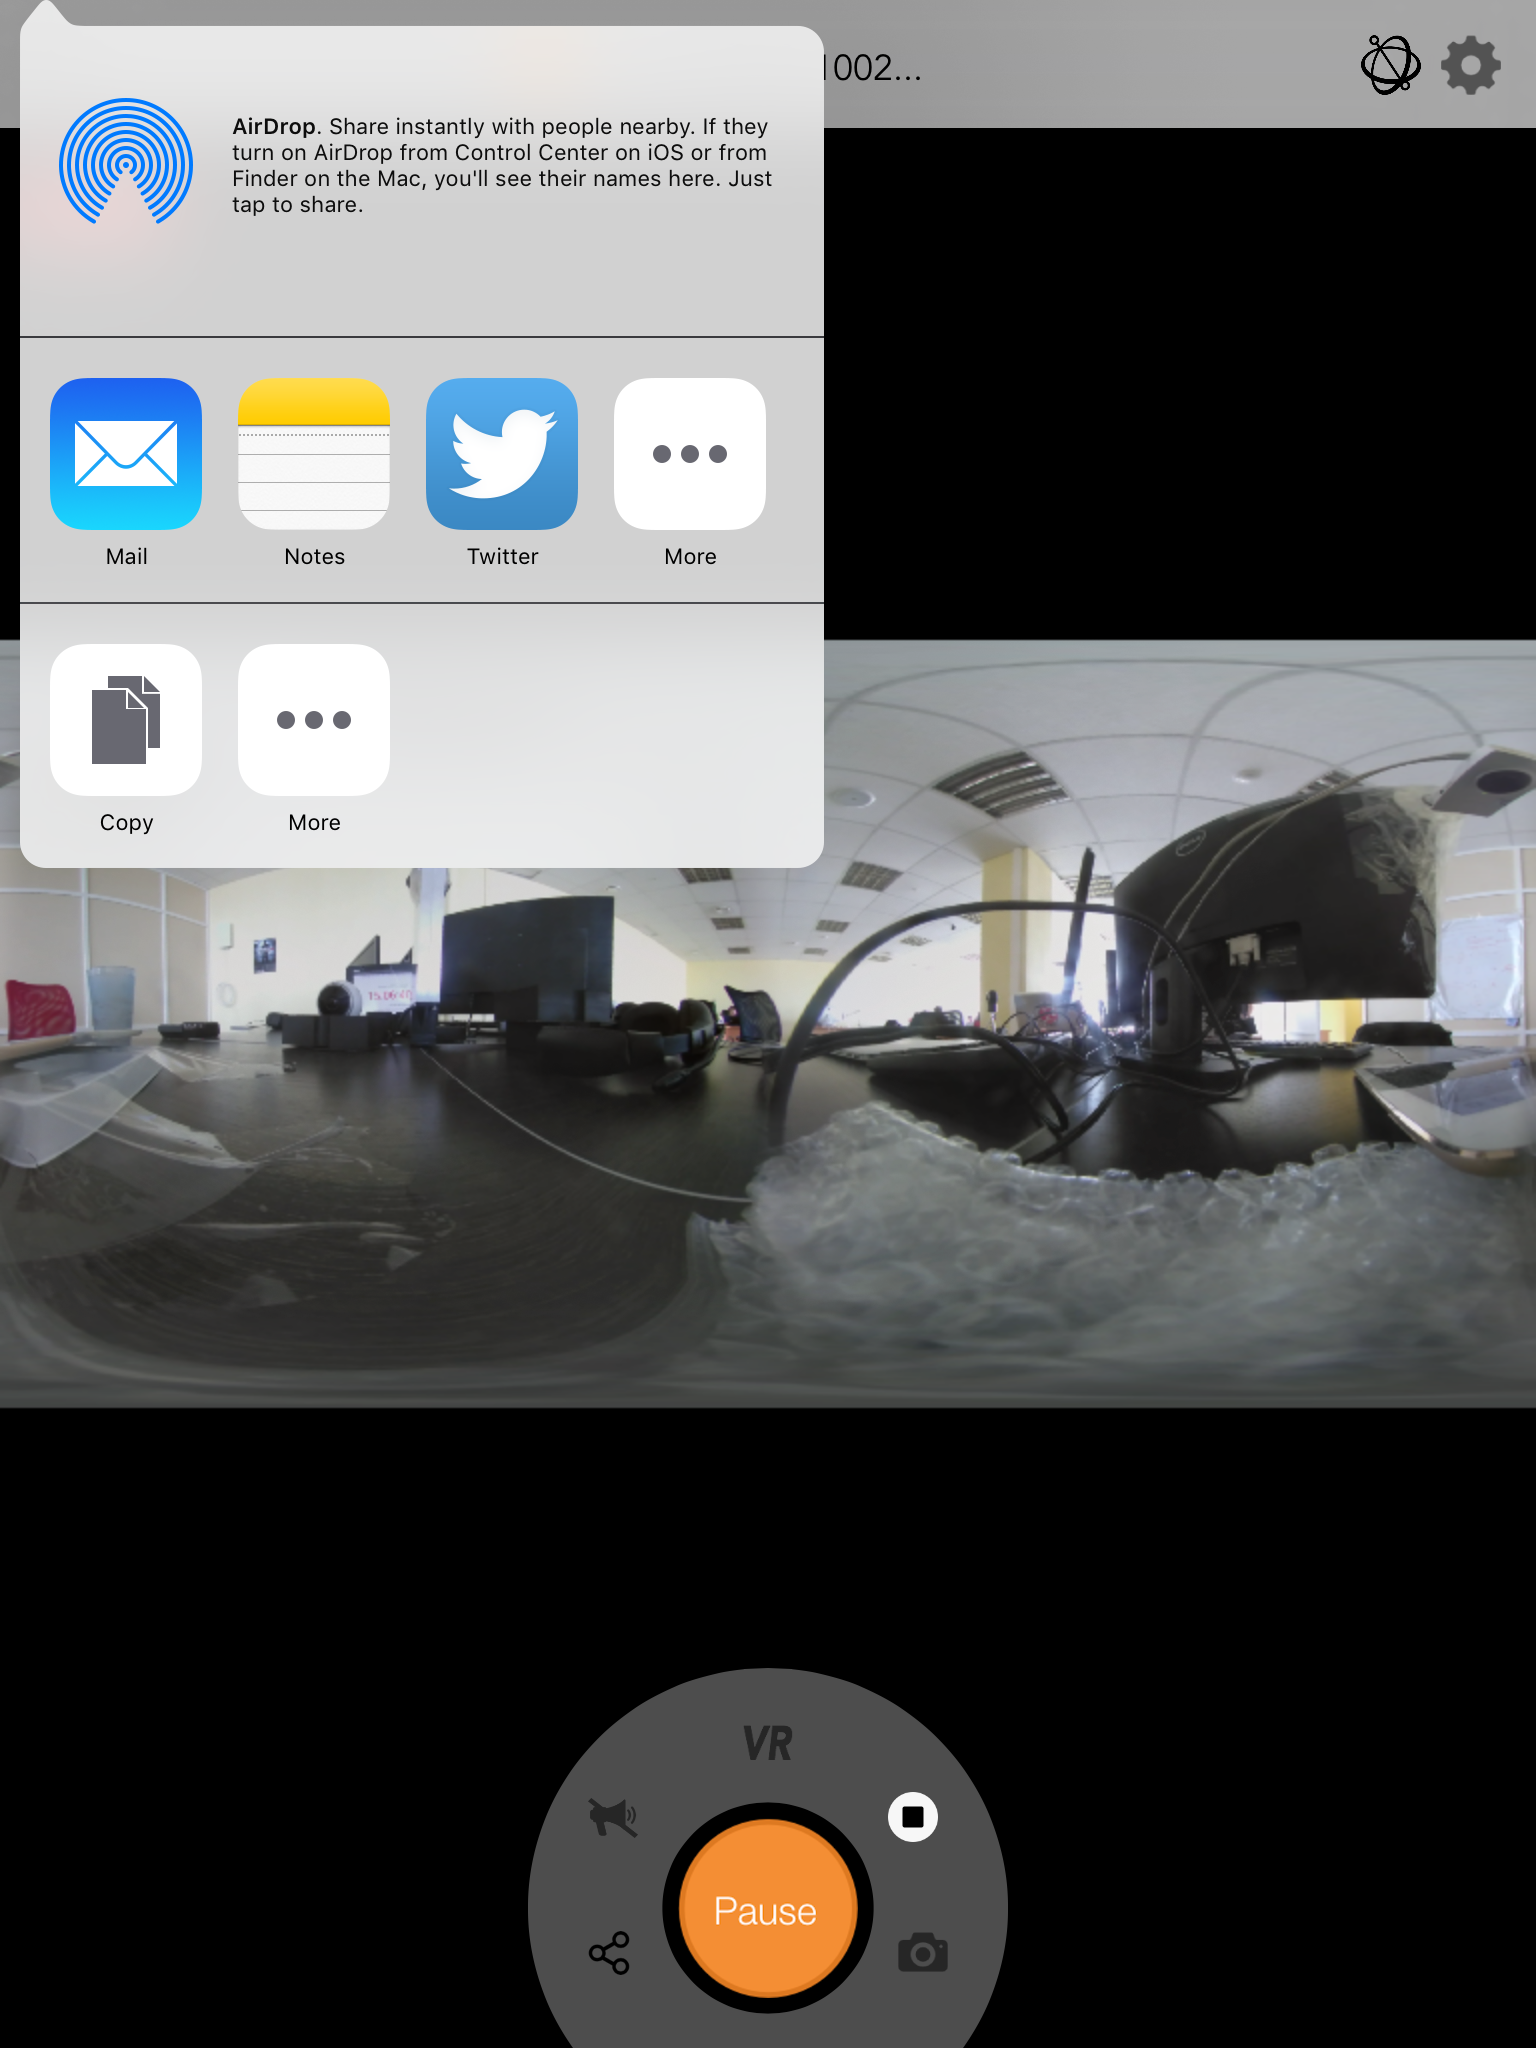 1002...
AirDrop. Share instantly with people nearby. If they
turn on AirDrop from Control Center on iOS or from
Finder on the Mac, you'll see their names here. Just
tap to share.
Mail
Notes
Twitter
More
Copy
More
VR
Pause